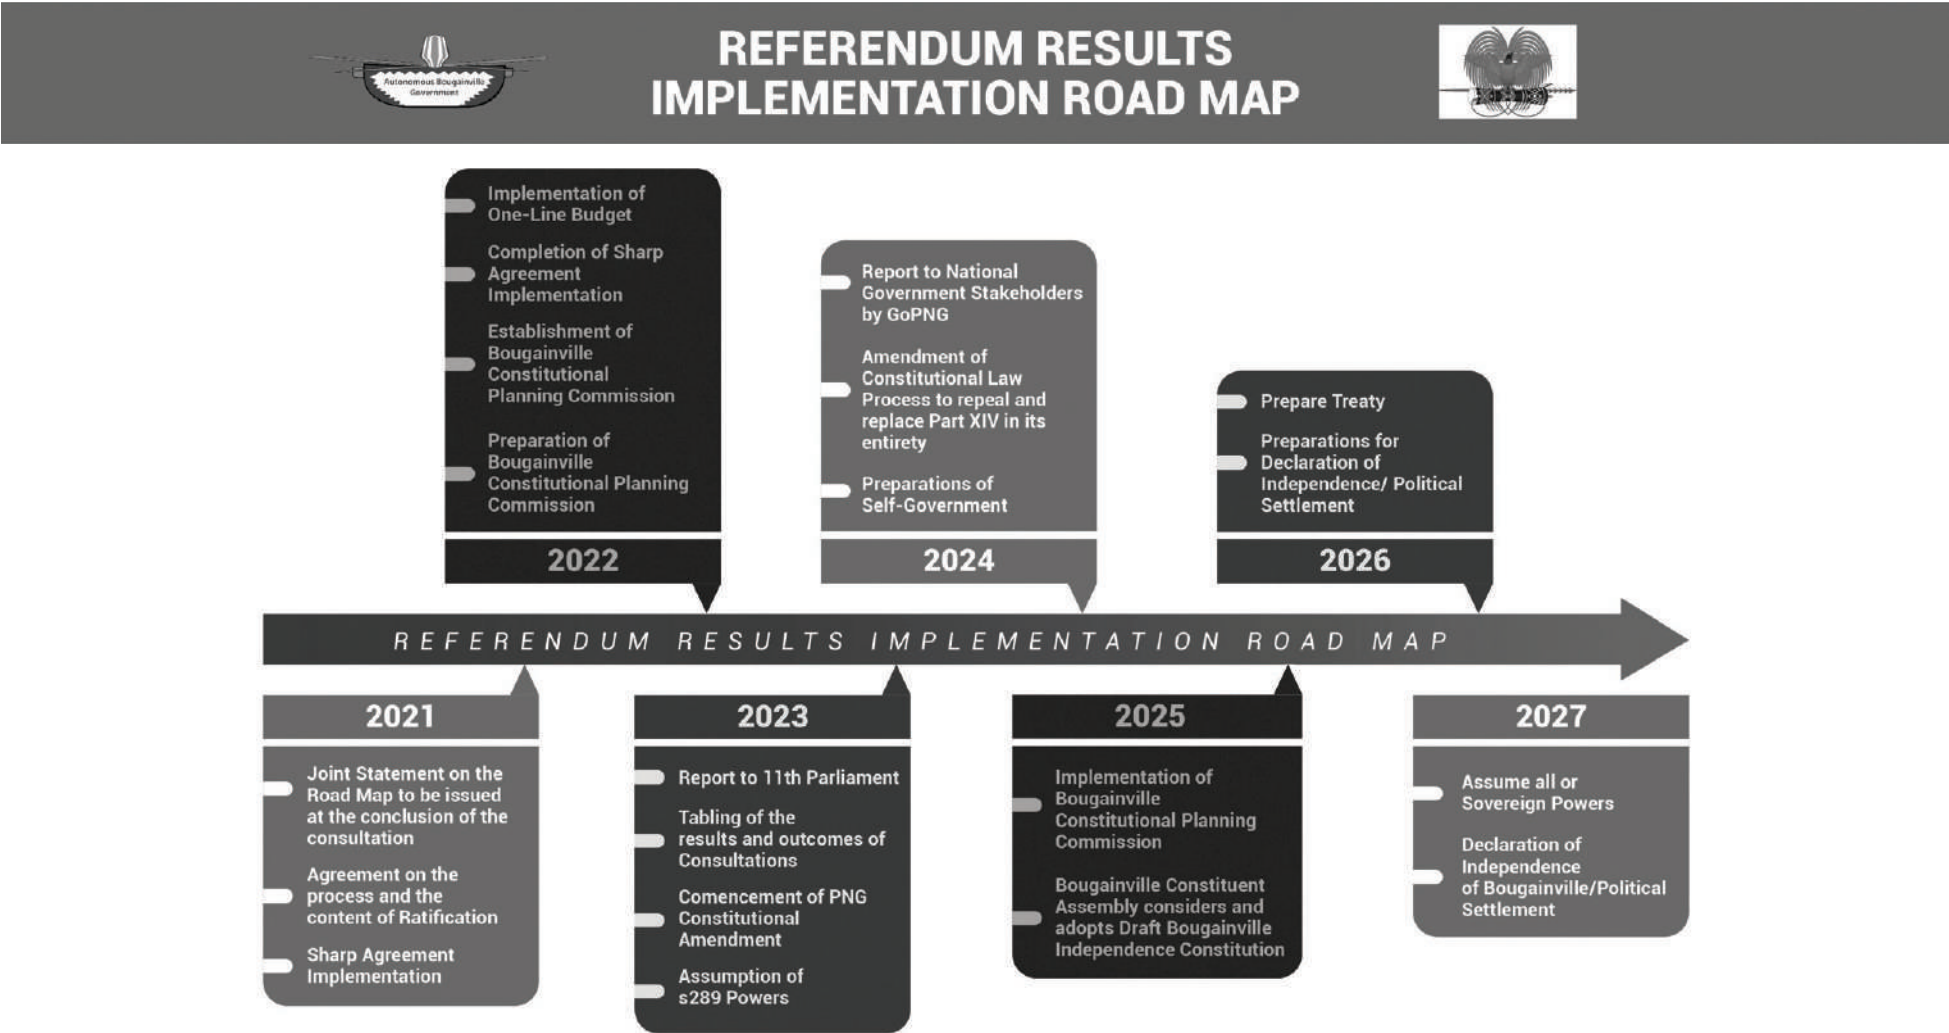 Autonomous Bougainville
Government
REFERENDUM RESULTS
IMPLEMENTATION ROAD MAP
Implementation of
One-Line Budget
Completion of Sharp
Agreement
Implementation
Establishment of
Bougainville
Constitutional
Planning Commission
Preparation of
Bougainville
Constitutional Planning
Commission
2022
Report to National
Government Stakeholders
by GoPNG
Amendment of
Constitutional Law
Process to repeal and
replace Part XIV in its
entirety
Preparations of
Self-Government
2024
Prepare Treaty
Preparations for
Declaration of
Independence/ Political
Settlement
2026
REFERENDUM RESULTS IMPLEMENTATION ROAD MAP
2021
Joint Statement on the
Road Map to be issued
at the conclusion of the
consultation
Agreement on the
process and the
content of Ratification
Sharp Agreement
Implementation
2023
Report to 11th Parliament
Tabling of the
results and outcomes of
Consultations
Comencement of PNG
Constitutional
Amendment
Assumption of
s289 Powers
2025
Implementation of
Bougainville
Constitutional Planning
Commission
Bougainville Constituent
Assembly considers and
adopts Draft Bougainville
Independence Constitution
2027
Assume all or
Sovereign Powers
Declaration of
Independence
of Bougainville/Political
Settlement